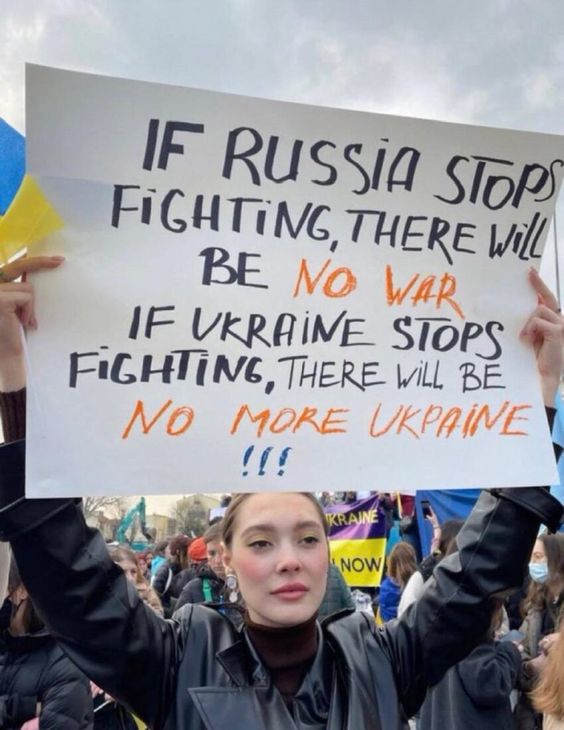 IF RUSSIA STOPS
FIGHTING, THERE WILL
BE NO WAR
IF UKRAINE STOPS
FIGHTING, THERE WILL BE
NO MORE UKРAINE
!!!
KRAINE
NOW